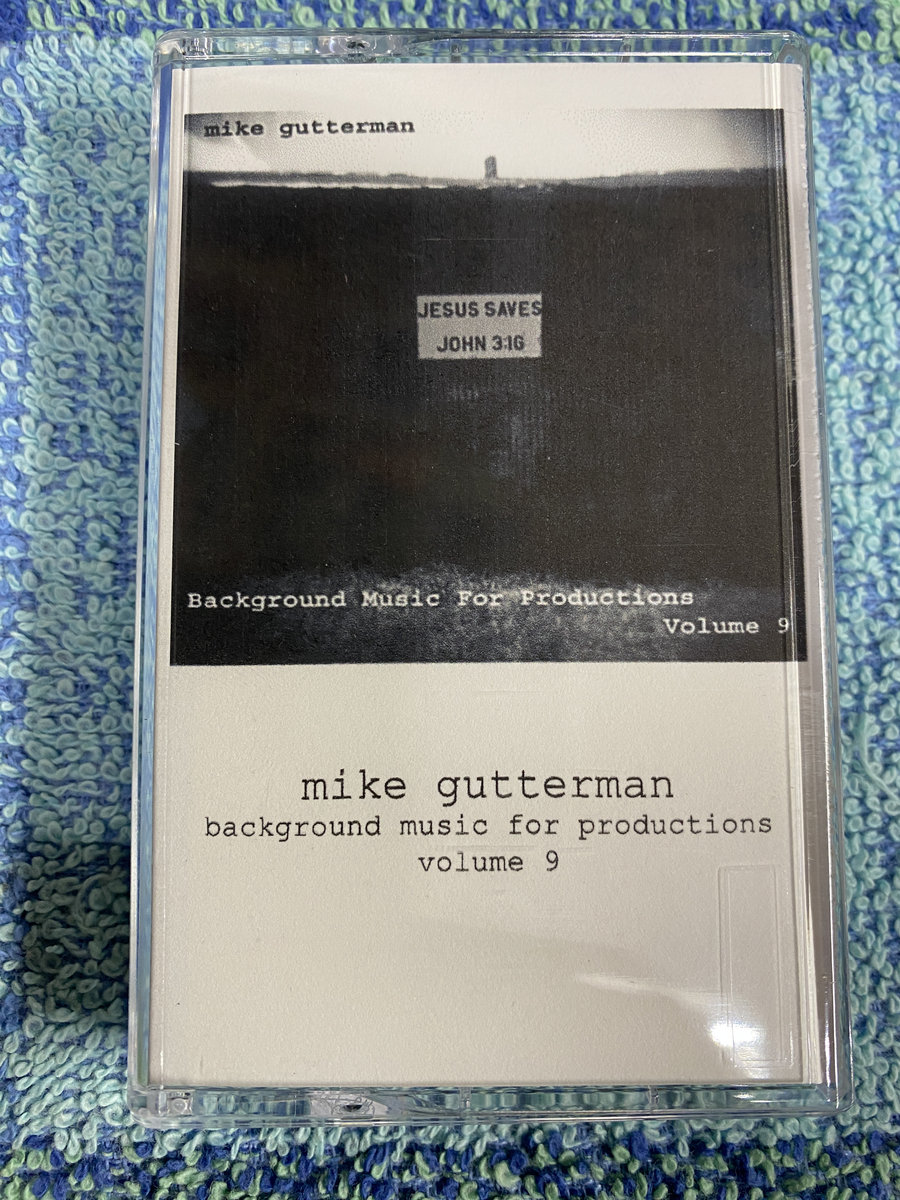 mike gutterman
JESUS SAVES
JOHN 3:16
Background Music For Productions
Volume 9
mike gutterman
background music for productions
volume 9